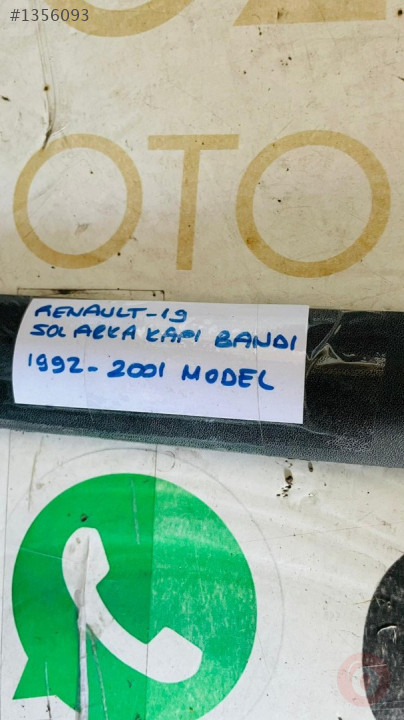 #1356093
OTO
RENAULT-19
SOL ARKA KAPI BANDI
1992-2001 MODEL